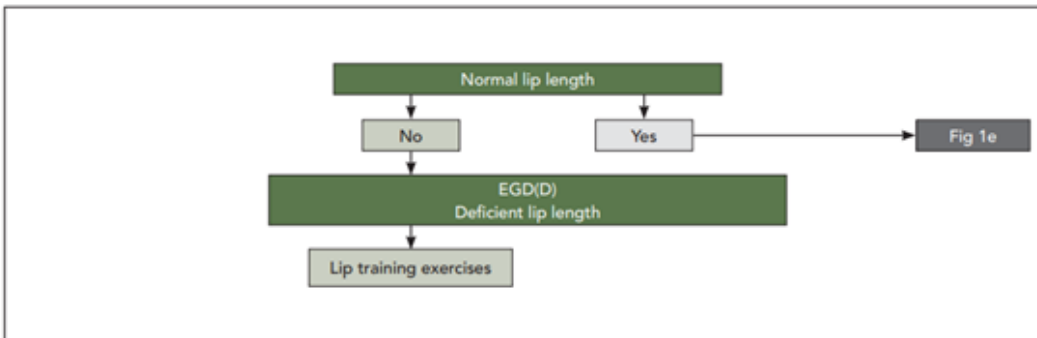 Normal lip length
No
Yes
Fig 1e
EGD(D)
Deficient lip length
Lip training exercises